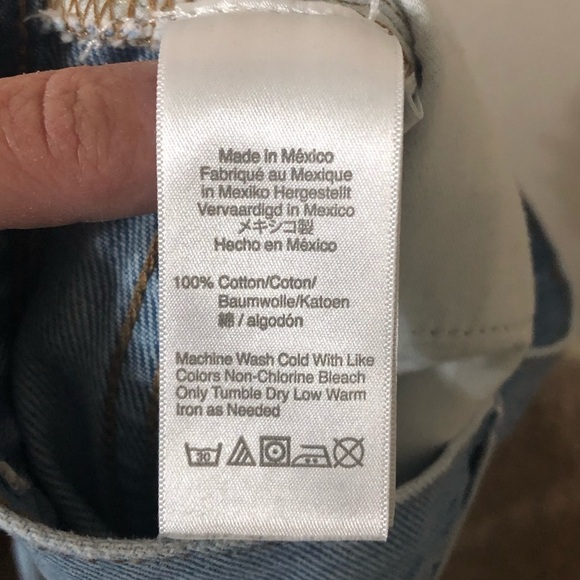 Made in México
Fabriqué au Mexique
in Mexiko Hergestellt
Vervaardigd in Mexico
メキシコ製
Hecho en México
100% Cotton/Coton/
Baumwolle/Katoen
綿 / algodón
Machine Wash Cold With Like
Colors Non-Chlorine Bleach
Only Tumble Dry Low Warm
Iron as Needed
30